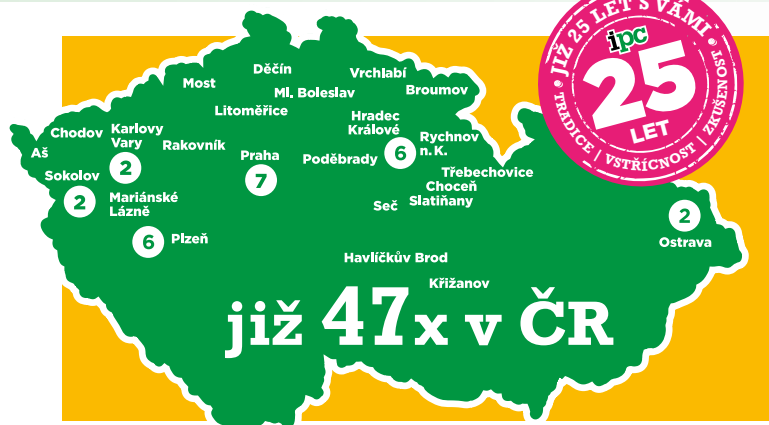 • JIŽ 25 LET S VÁMI •
ipc
25
LET
TRADICE | VSTŘÍCNOST | ZKUŠENOST
Děčín
Vrchlabí
Most
Ml. Boleslav
Broumov
Litoměřice
Hradec
Králové
6
Chodov
Karlovy
Vary
2
Rakovník
Rychnov
n. K.
Aš
Praha
7
Poděbrady
Sokolov
2
Třebechovice
Choceň
Slatiňany
Mariánské
Lázně
Seč
2
Ostrava
6
Plzeň
Havlíčkův Brod
Křižanov
již 47x v ČR